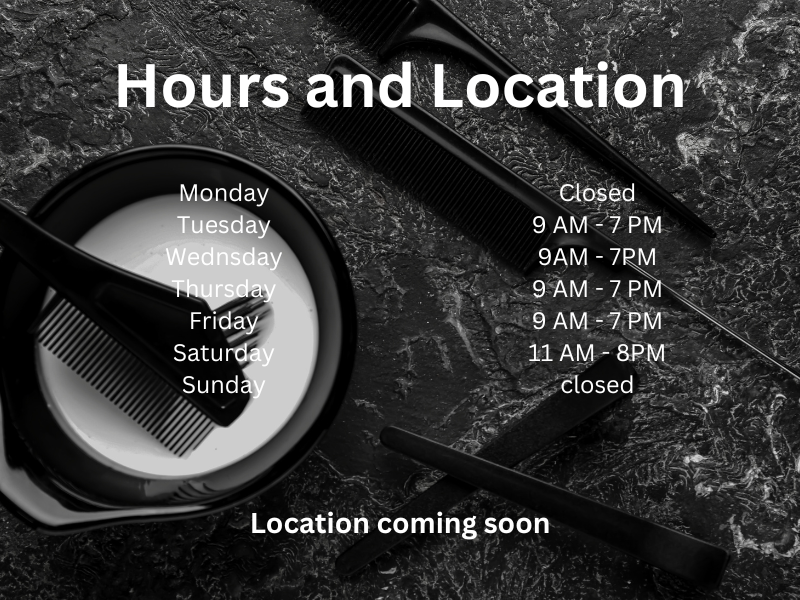 Hours and Location
Monday Closed
Tuesday 9 AM - 7 PM
Wednsday 9AM - 7PM
Thursday 9 AM - 7 PM
Friday 9 AM - 7 PM
Saturday 11 AM - 8PM
Sunday closed
Location coming soon